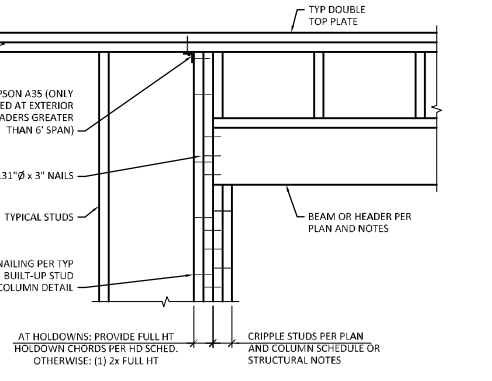 TYP DOUBLE
TOP PLATE
PSON A35 (ONLY
ED AT EXTERIOR
ADERS GREATER
THAN 6' SPAN)
31"Ø x 3" NAILS
TYPICAL STUDS
BEAM OR HEADER PER
PLAN AND NOTES
NAILING PER TYP
BUILT-UP STUD
COLUMN DETAIL
AT HOLDOWNS: PROVIDE FULL HT
HOLDOWN CHORDS PER HD SCHED.
OTHERWISE: (1) 2x FULL HT
CRIPPLE STUDS PER PLAN
AND COLUMN SCHEDULE OR
STRUCTURAL NOTES